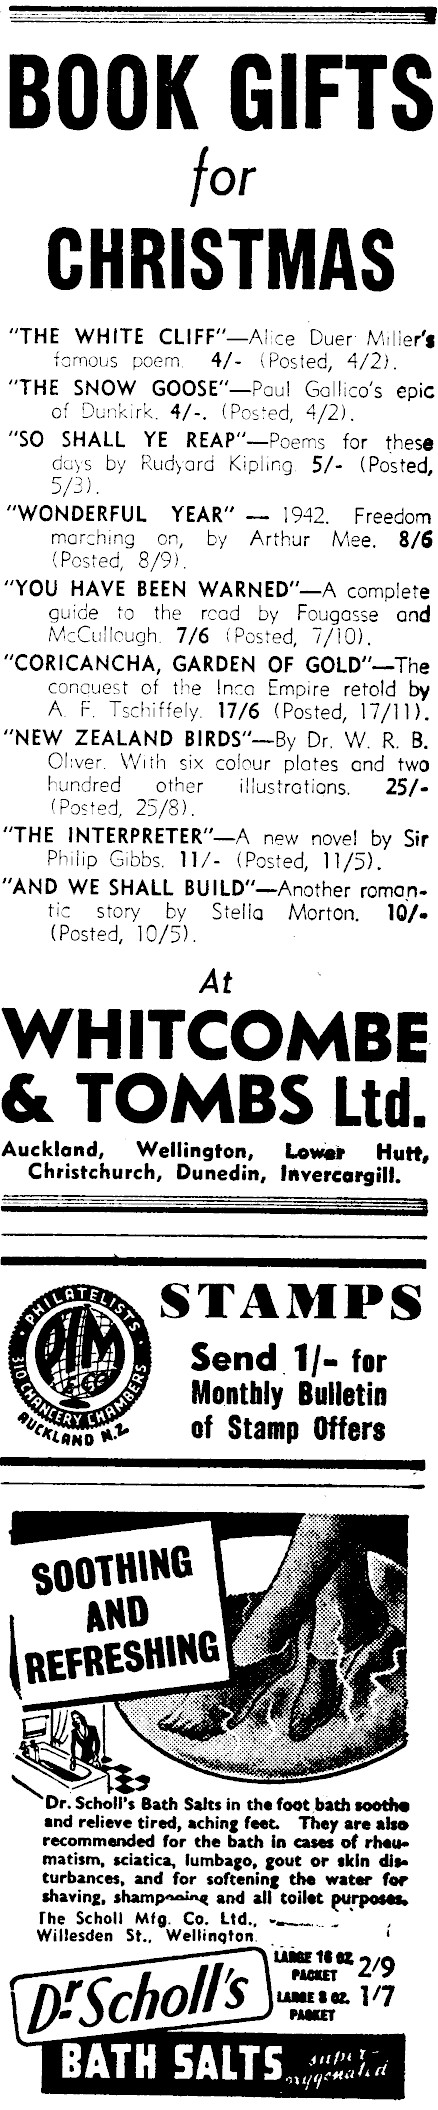 BOOK GIFTS
for
CHRISTMAS
"THE WHITE CLIFF"—Alice Duer Miller's
famous poem. 4/- (Posted, 4/2).
"THE SNOW GOOSE"—Paul Gallico's epic
of Dunkirk. 4/-. (Posted, 4/2).
"SO SHALL YE REAP"—Poems for these
days by Rudyard Kipling. 5/- (Posted,
5/3).
"WONDERFUL YEAR" — 1942. Freedom
marching on, by Arthur Mee. 8/6
(Posted, 8/9).
"YOU HAVE BEEN WARNED"—A complete
guide to the road by Fougasse and
McCullough. 7/6 (Posted, 7/10).
"CORICANCHA, GARDEN OF GOLD"—The
conquest of the Inca Empire retold by
A. F. Tschiffely. 17/6 (Posted, 17/11).
"NEW ZEALAND BIRDS"—By Dr. W. R. B.
Oliver. With six colour plates and two
hundred other illustrations. 25/-
(Posted, 25/8).
"THE INTERPRETER"—A new novel by Sir
Philip Gibbs. 11/- (Posted, 11/5).
"AND WE SHALL BUILD"—Another roman-
tic story by Stella Morton. 10/-
(Posted, 10/5).
At
WHITCOMBE
& TOMBS Ltd.
Auckland, Wellington, Lower Hutt,
Christchurch, Dunedin, Invercargill.
PHILATELISTS
PIM
& CO
310 CHANCERY CHAMBERS
AUCKLAND N.Z.
STAMPS
Send 1/- for
Monthly Bulletin
of Stamp Offers
SOOTHING
AND
REFRESHING
Dr. Scholl's Bath Salts in the foot bath soothe
and relieve tired, aching feet. They are also
recommended for the bath in cases of rheu-
matism, sciatica, lumbago, gout or skin dis-
turbances, and for softening the water for
shaving, shampooing and all toilet purposes.
The Scholl Mfg. Co. Ltd.,
Willesden St., Wellington.
LARGE 16 OZ. PACKET 2/9
LARGE 8 OZ. PACKET 1/7
Dr Scholl's
BATH SALTS super-
oxygenated